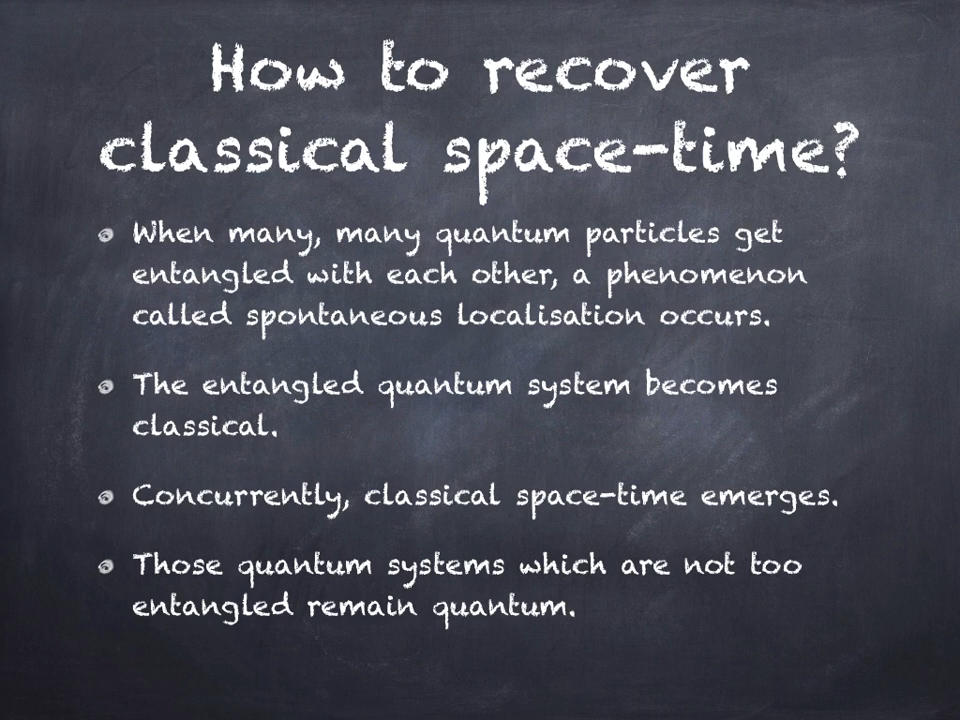 How to recover
classical space-time?
When many, many quantum particles get
entangled with each other, a phenomenon
called spontaneous localisation occurs.
The entangled quantum system becomes
classical.
Concurrently, classical space-time emerges.
Those quantum systems which are not too
entangled remain quantum.